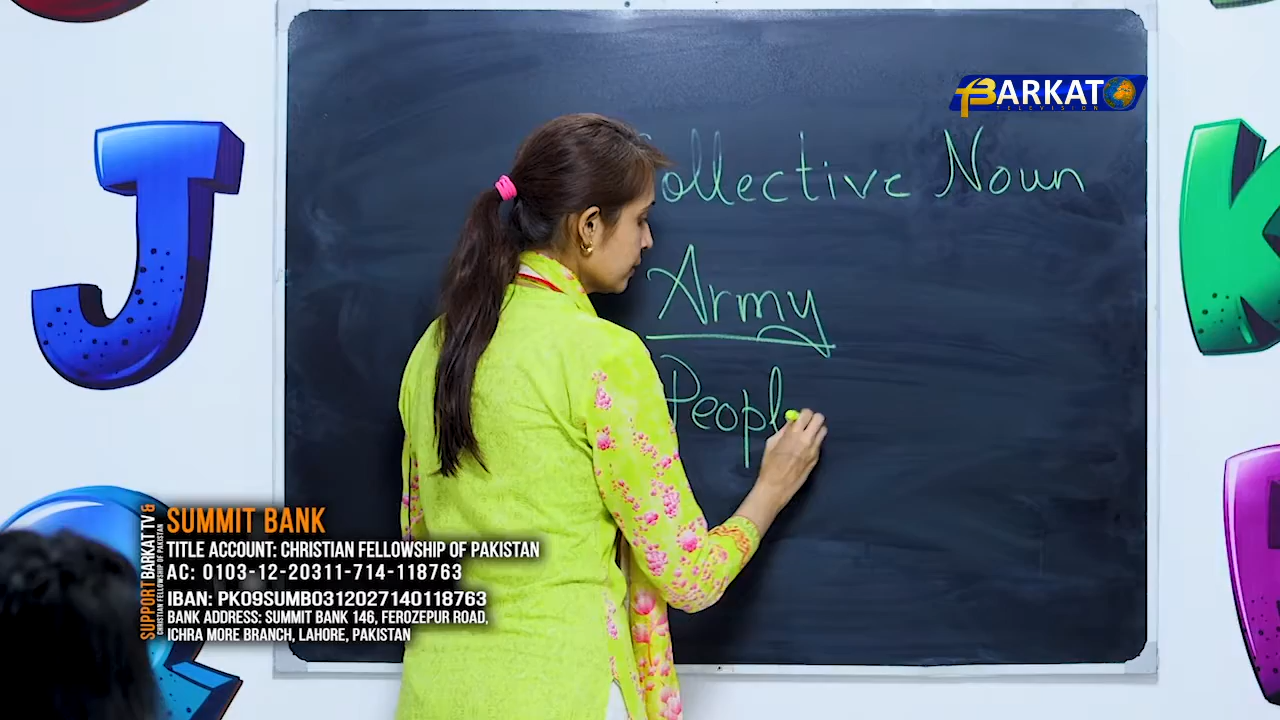 BARKAT
TELEVISION
Collective Noun
Army
Peopl
J
K
SUPPORT BARKAT TV &
CHRISTIAN FELLOWSHIP OF PAKISTAN
SUMMIT BANK
TITLE ACCOUNT: CHRISTIAN FELLOWSHIP OF PAKISTAN
AC: 0103-12-20311-714-118763
IBAN: PK09SUMB0312027140118763
BANK ADDRESS: SUMMIT BANK 146, FEROZEPUR ROAD,
ICHRA MORE BRANCH, LAHORE, PAKISTAN